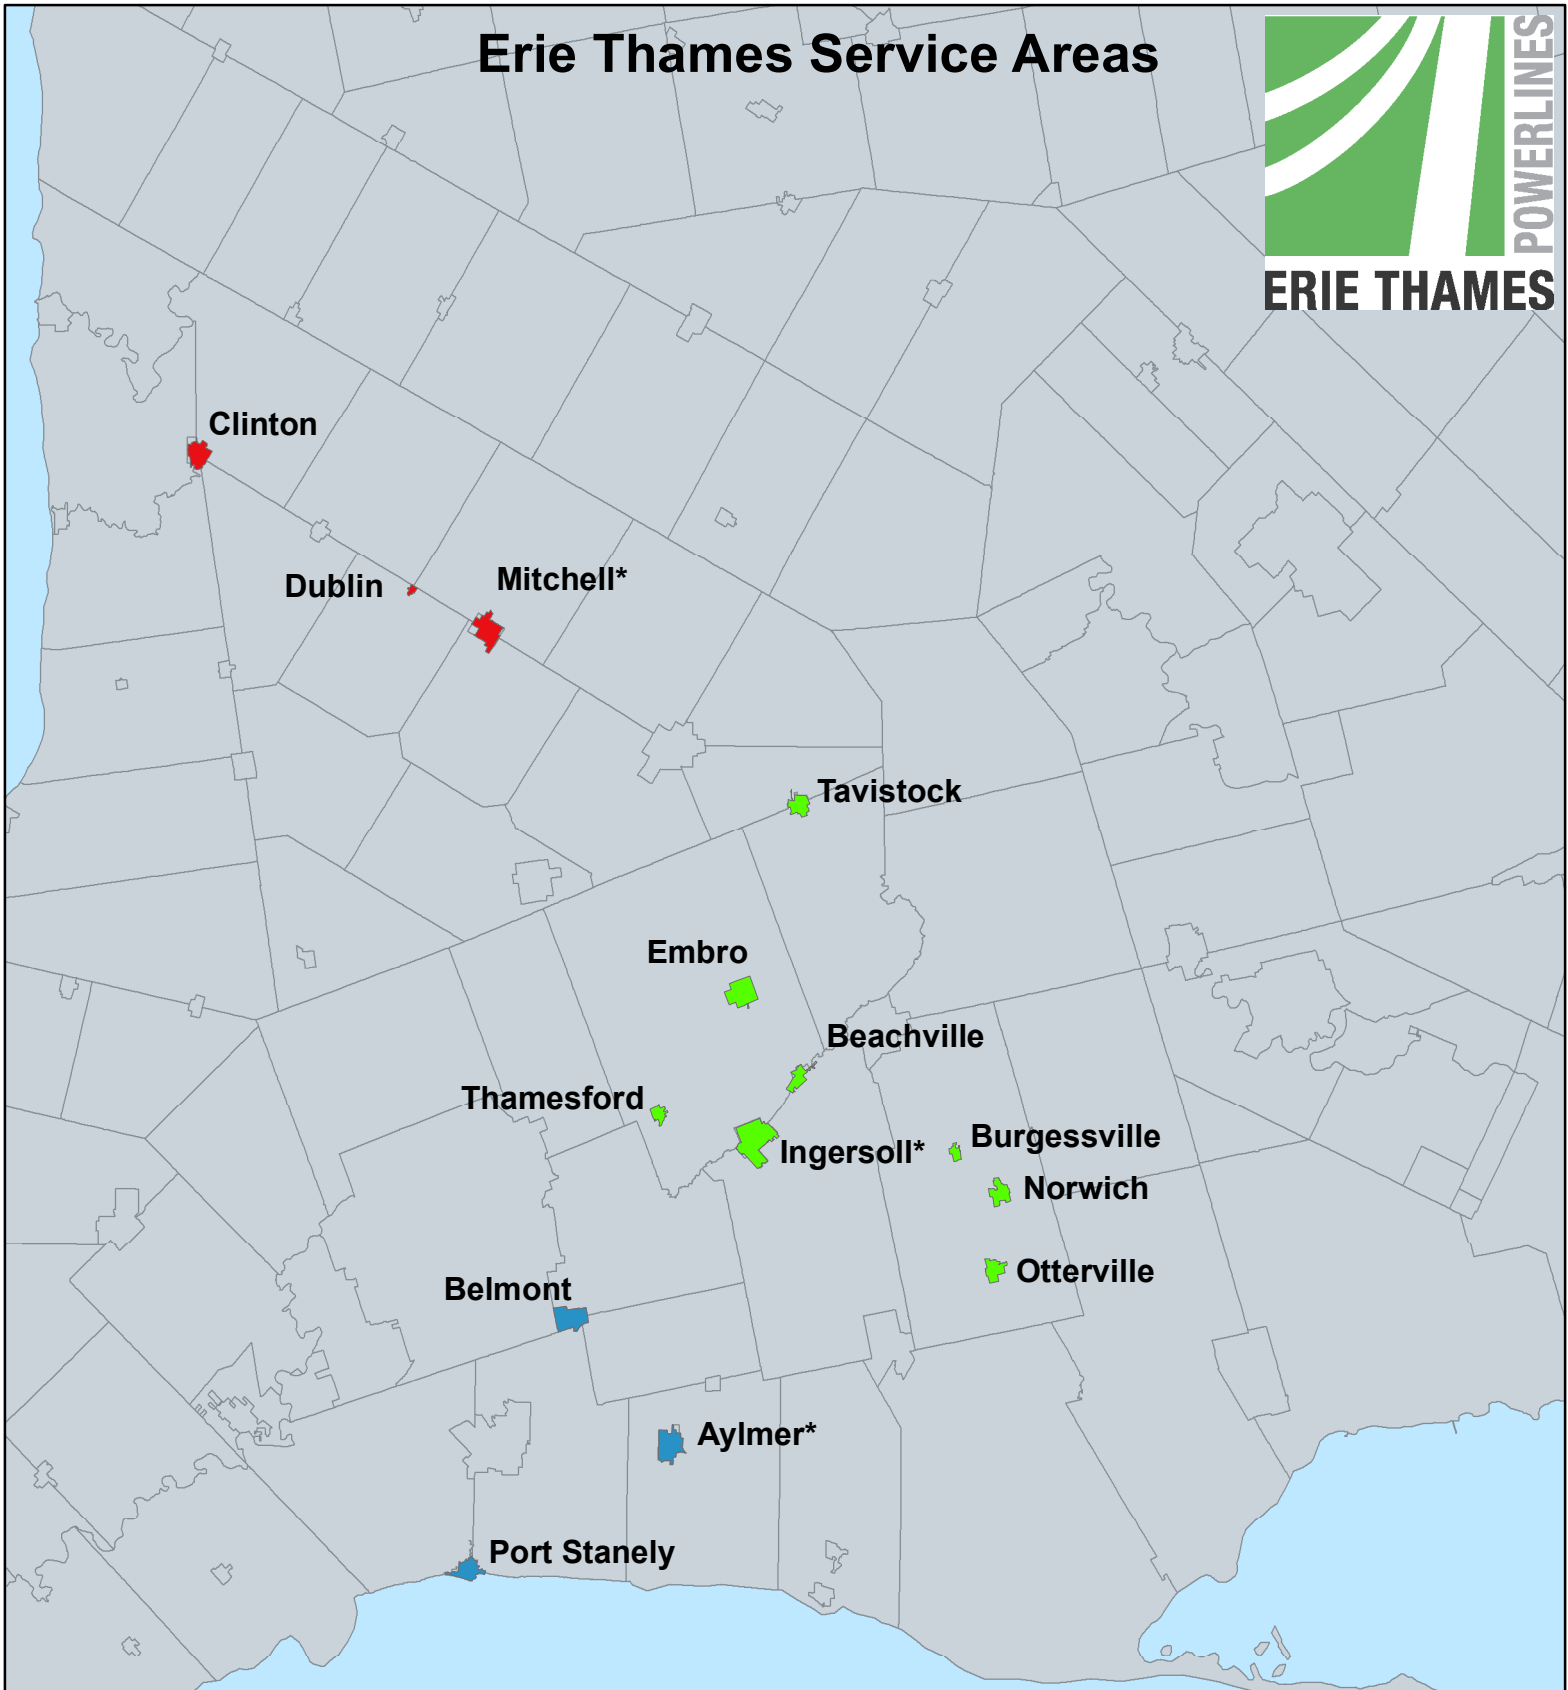 Erie Thames Service Areas
POWERLINES
ERIE THAMES
Clinton
Dublin
Mitchell*
Tavistock
Embro
Beachville
Thamesford
Ingersoll*
Burgessville
Norwich
Otterville
Belmont
Aylmer*
Port Stanely